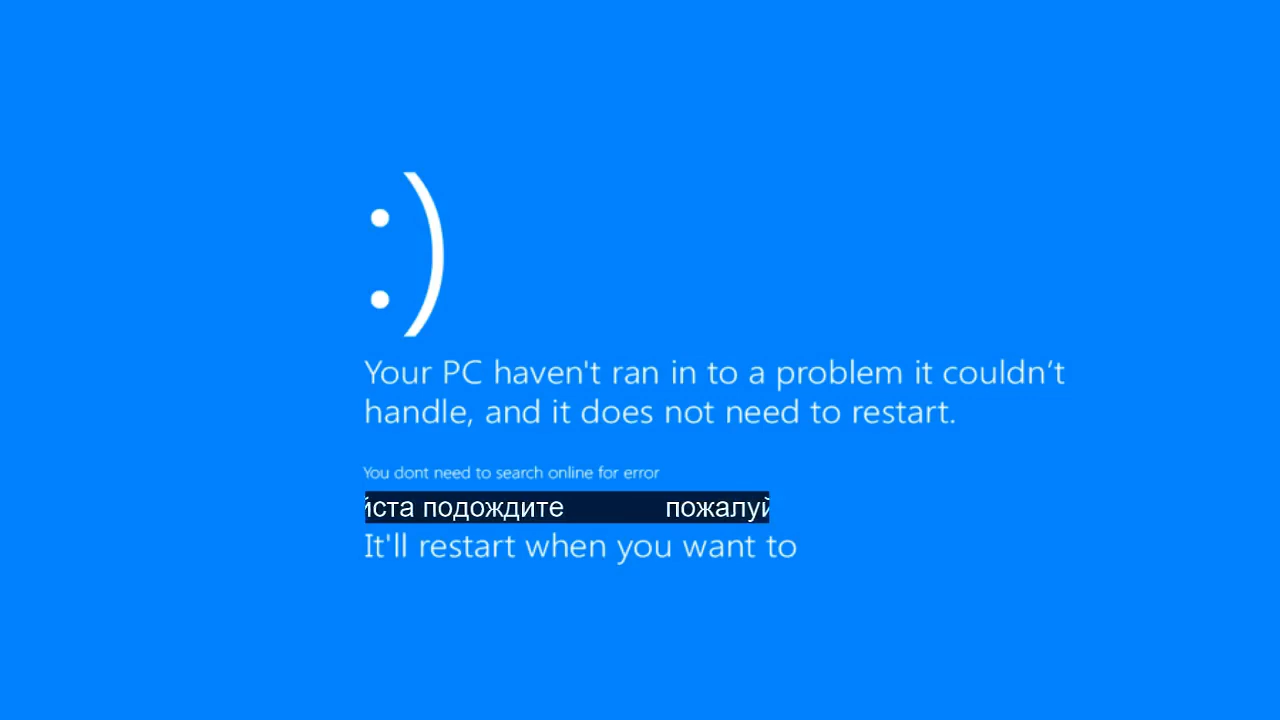 :)
Your PC haven't ran in to a problem it couldn’t
handle, and it does not need to restart.
You dont need to search online for error
йста подождите пожалуй
It'll restart when you want to